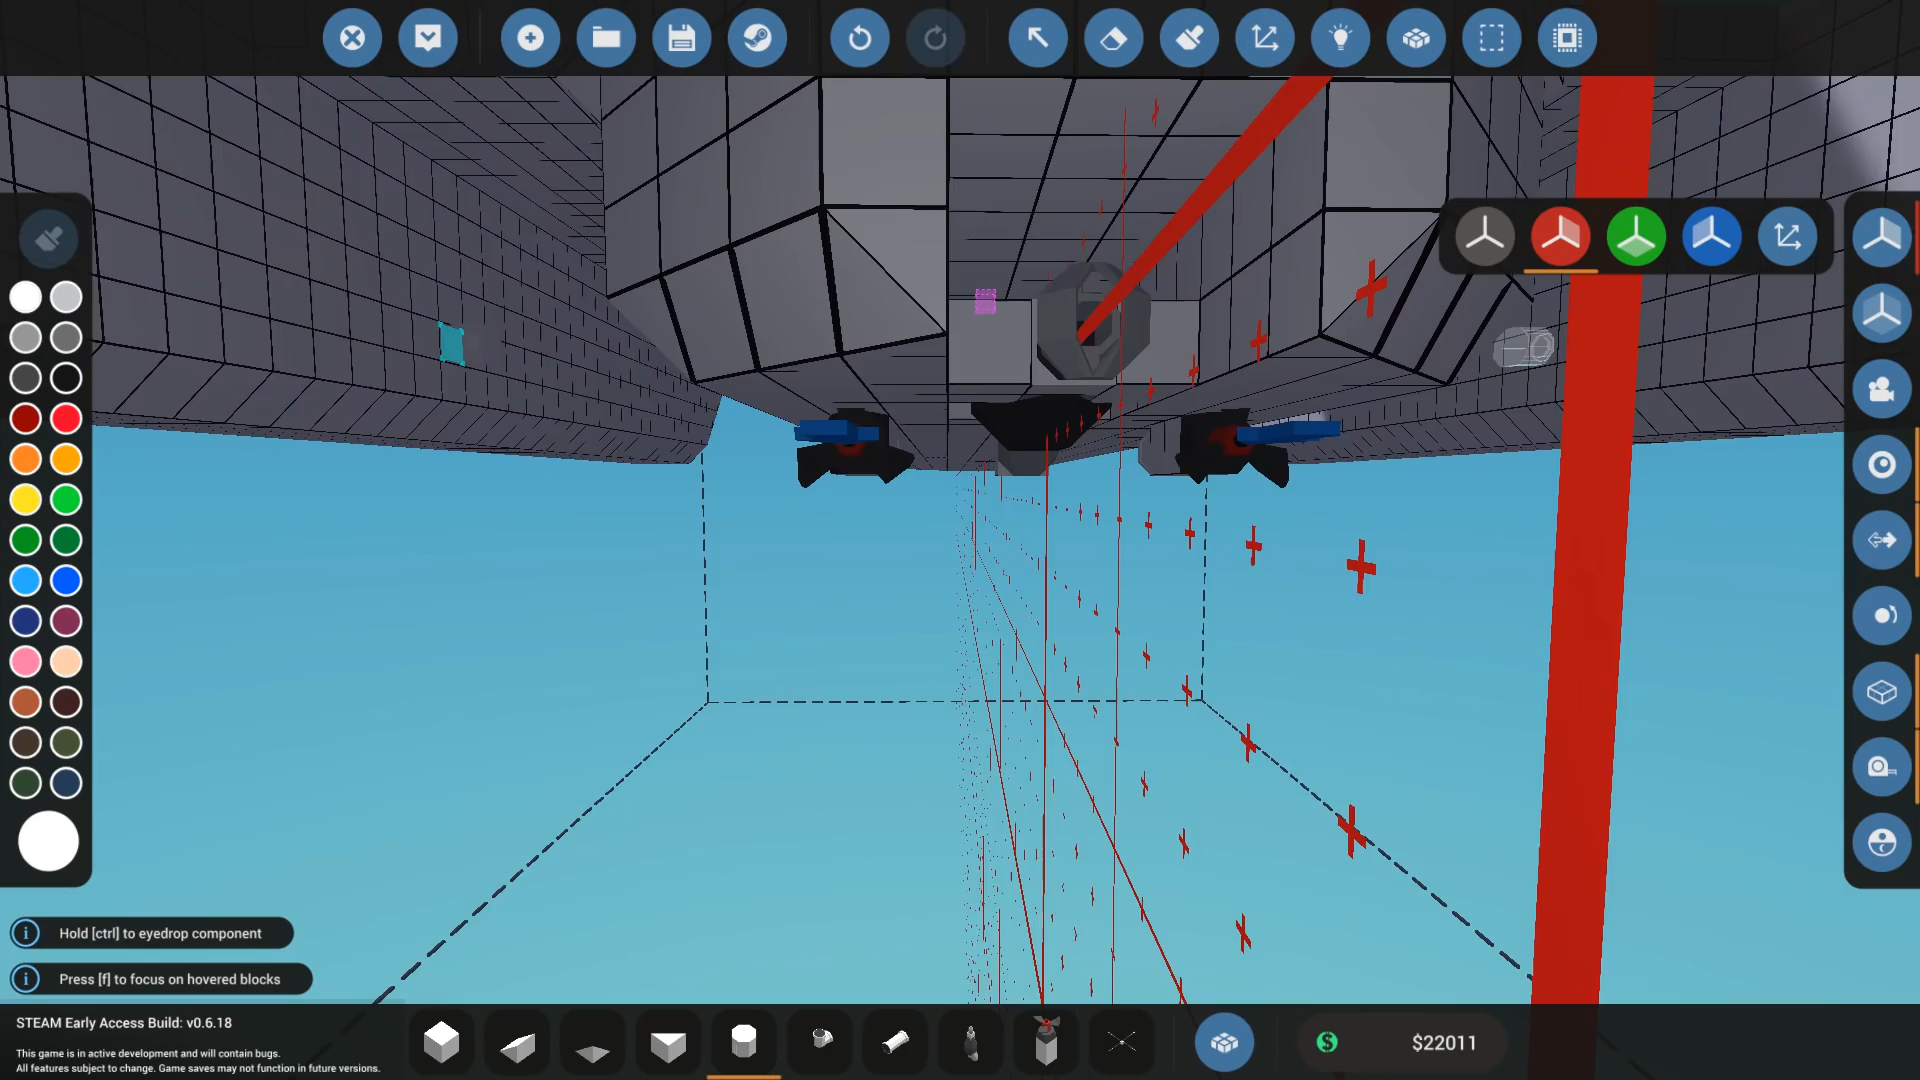 Hold [ctrl] to eyedrop component
Press [f] to focus on hovered blocks
STEAM Early Access Build: v0.6.18
This game is in active development and will contain bugs.
All features subject to change. Game saves may not function in future versions.
$22011